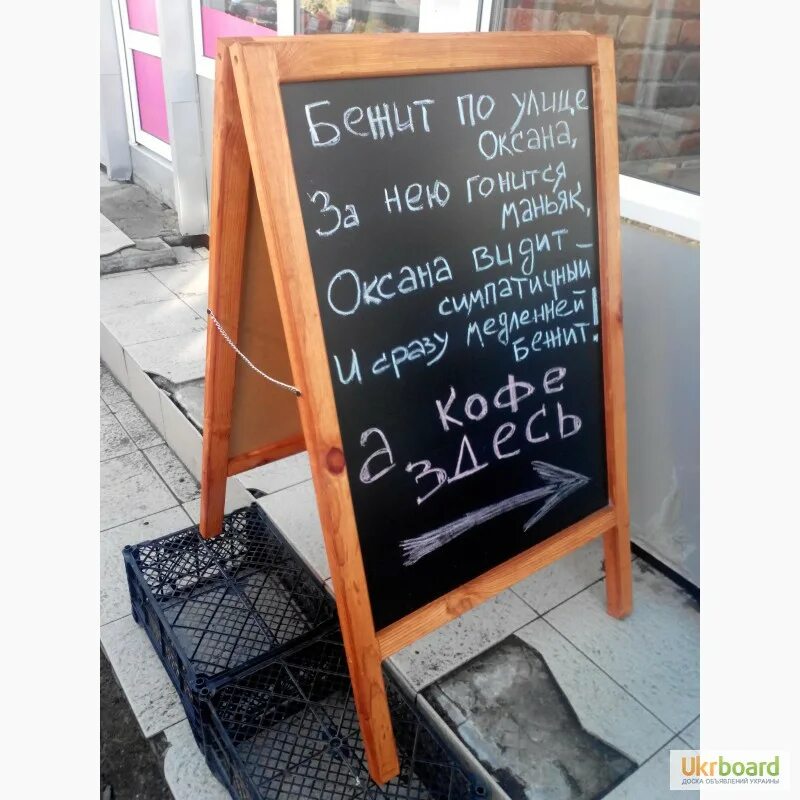 Бежит по улице
Оксана,
За нею гонится
маньяк,
Оксана видит –
симпатичный
И сразу медленней
бежит!
а кофе
здесь
Ukrboard
ДОСКА ОБЪЯВЛЕНИЙ УКРАИНЫ